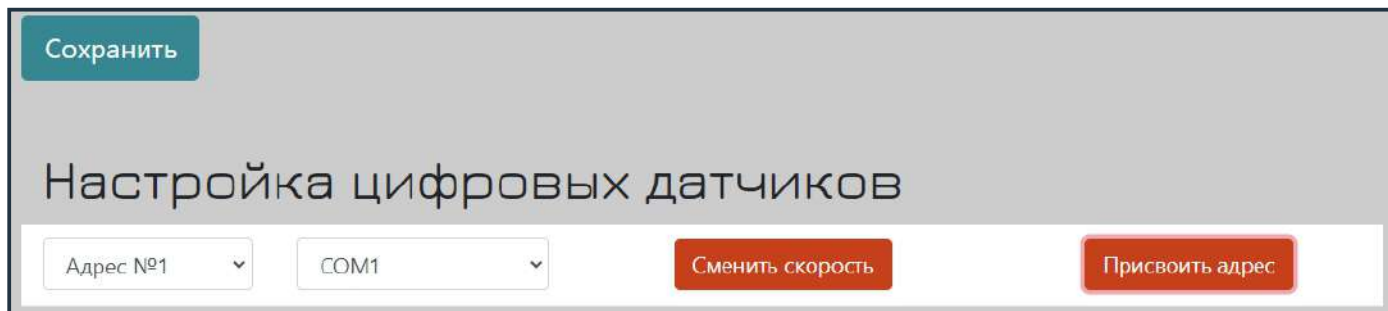 Сохранить
Настройка цифровых датчиков
Адрес №1 COM1 Сменить скорость Присвоить адрес